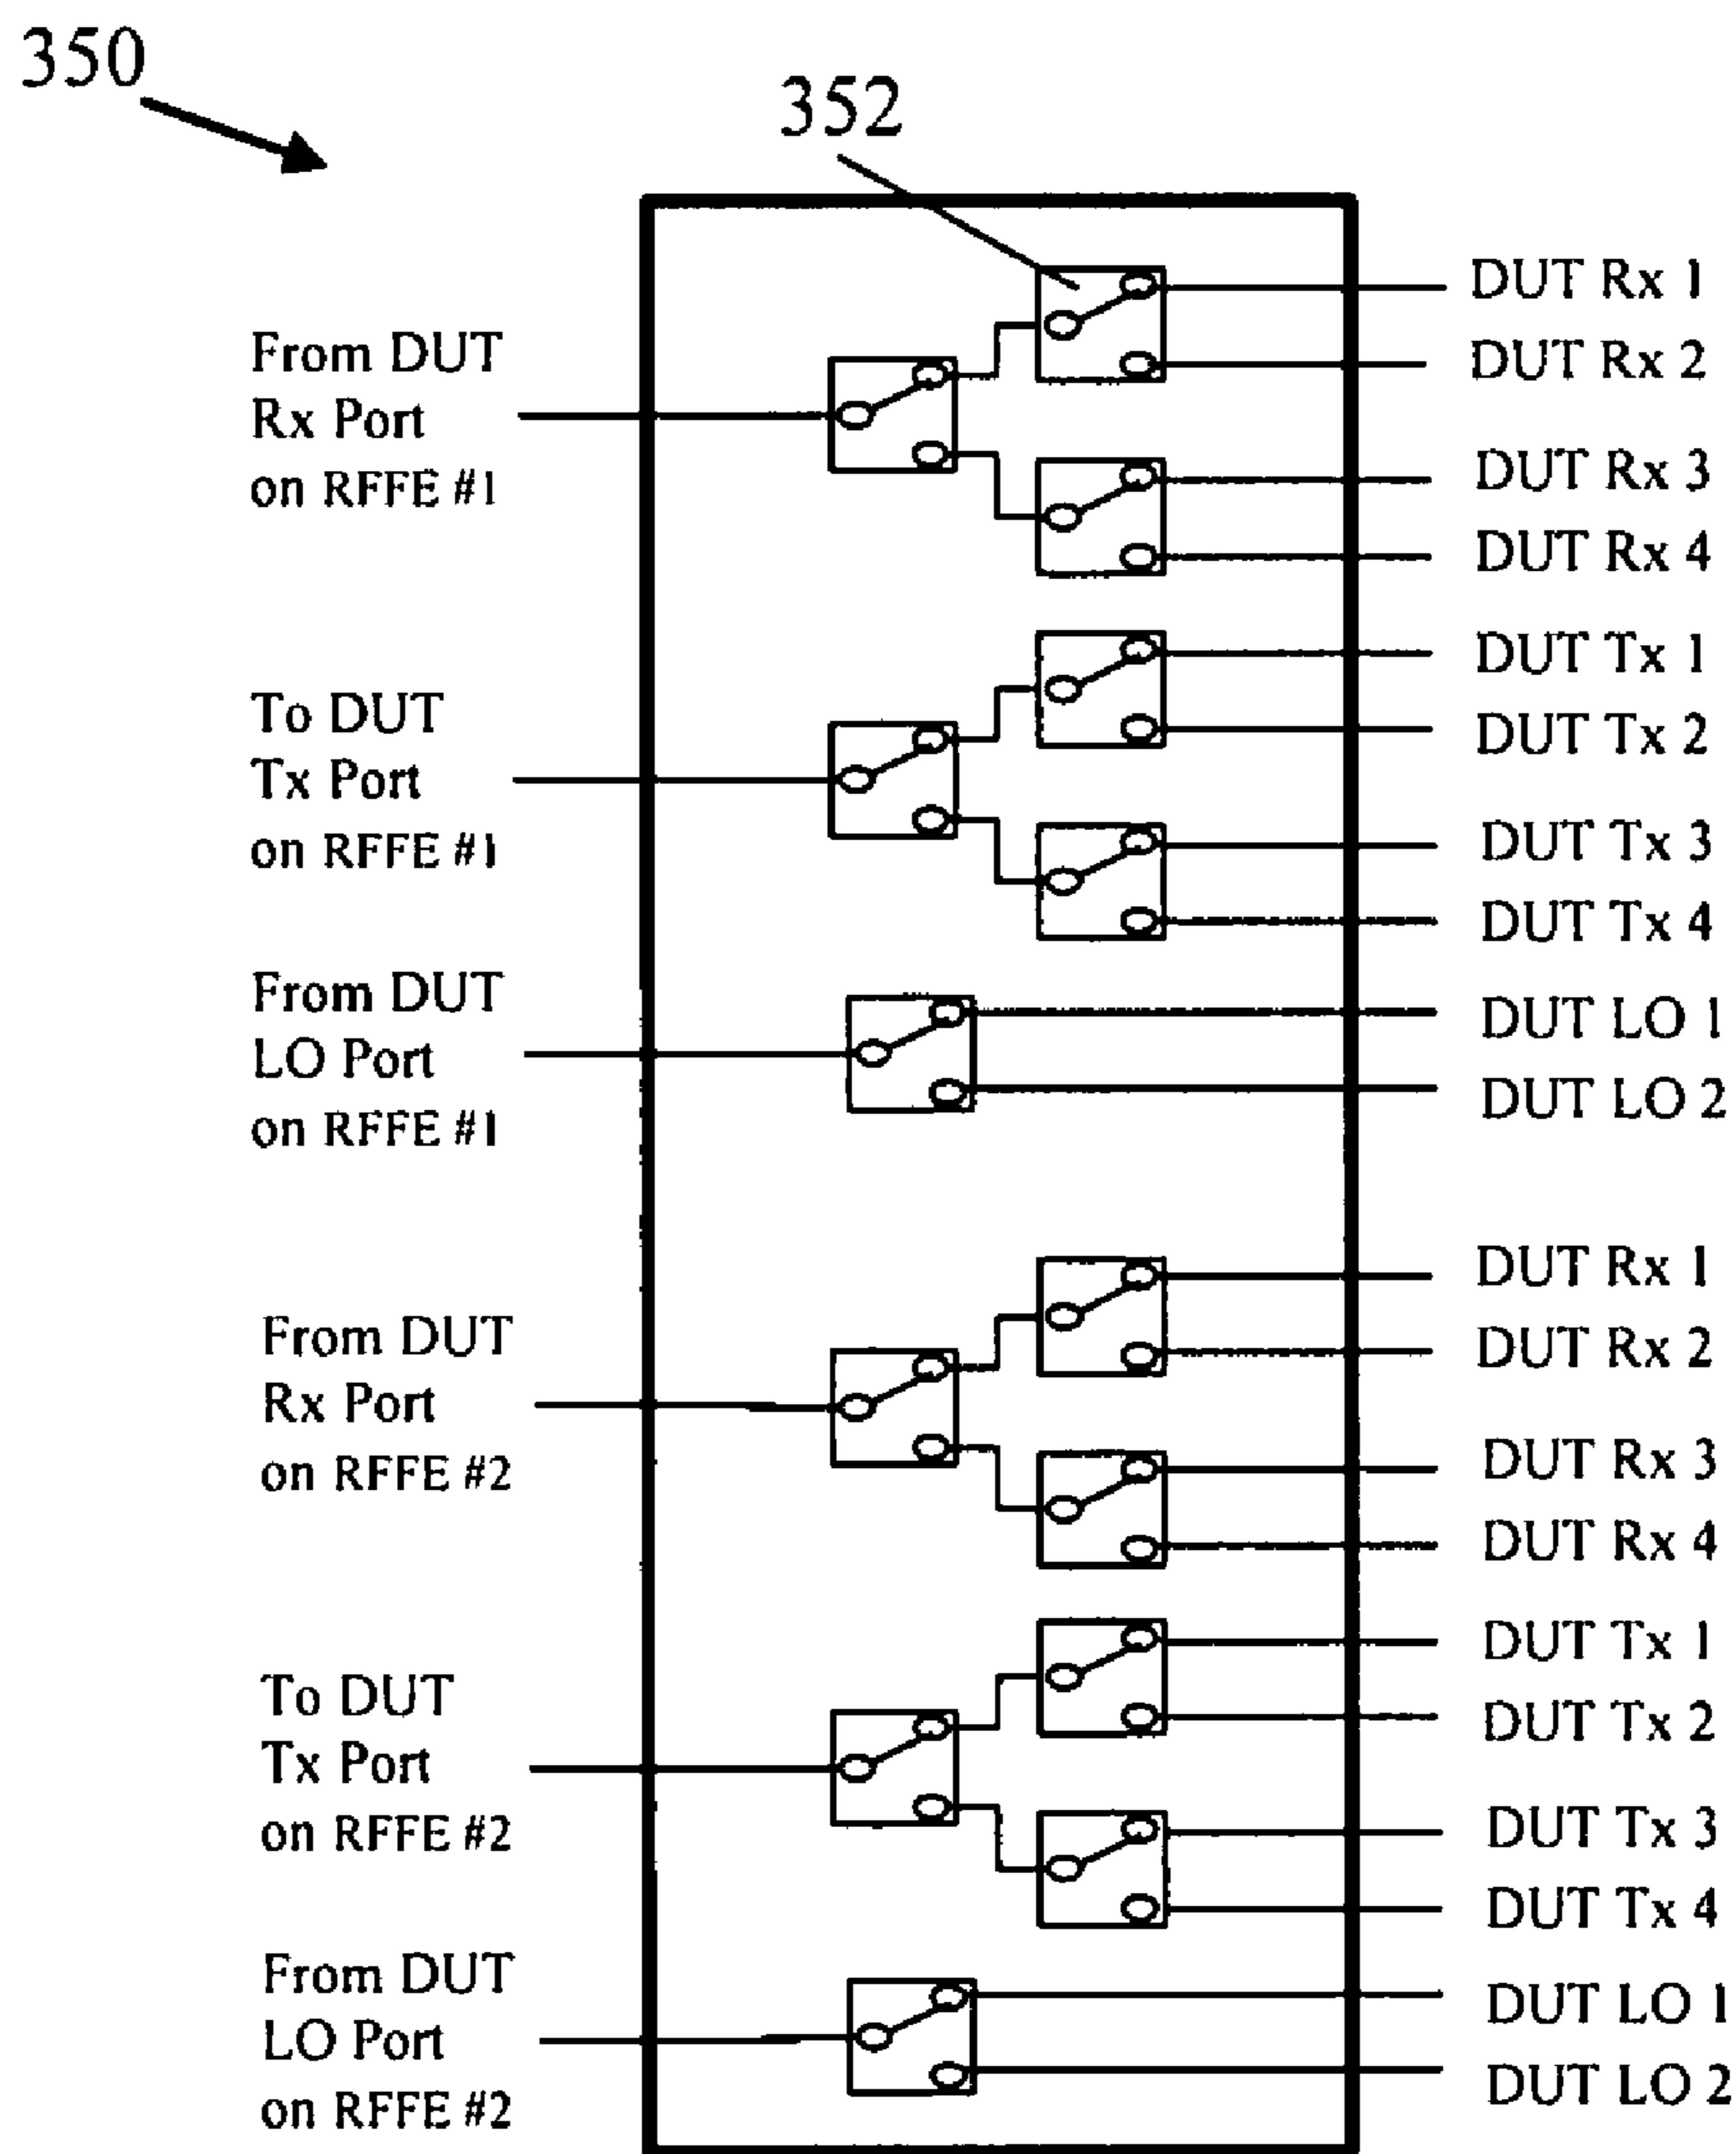 350
352
From DUT
Rx Port
on RFFE #1
DUT Rx 1
DUT Rx 2
DUT Rx 3
DUT Rx 4
To DUT
Tx Port
on RFFE #1
DUT Tx 1
DUT Tx 2
DUT Tx 3
DUT Tx 4
From DUT
LO Port
on RFFE #1
DUT LO 1
DUT LO 2
From DUT
Rx Port
on RFFE #2
DUT Rx 1
DUT Rx 2
DUT Rx 3
DUT Rx 4
To DUT
Tx Port
on RFFE #2
DUT Tx 1
DUT Tx 2
DUT Tx 3
DUT Tx 4
From DUT
LO Port
on RFFE #2
DUT LO 1
DUT LO 2